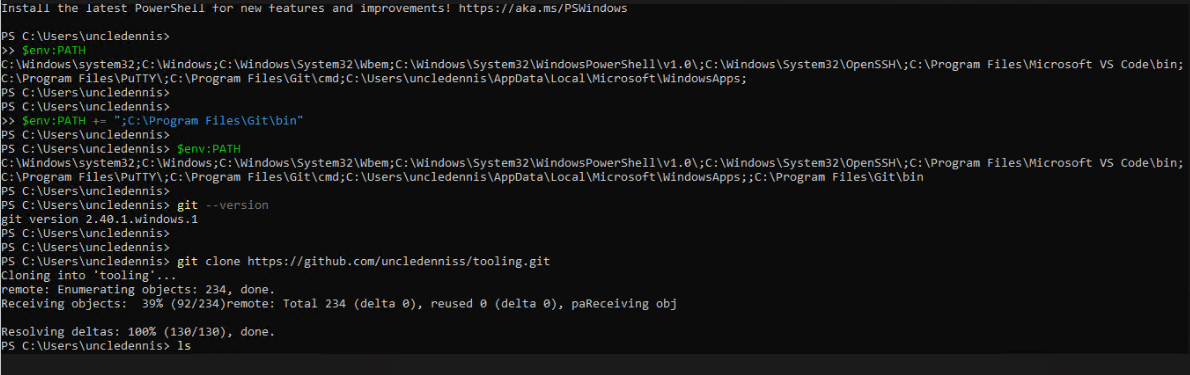 Install the latest PowerShell for new features and improvements! https://aka.ms/PSWindows
PS C:\Users\uncledennis>
>> $env:PATH
C:\Windows\system32;C:\Windows;C:\Windows\System32\Wbem;C:\Windows\System32\WindowsPowerShell\v1.0\;C:\Windows\System32\OpenSSH\;C:\Program Files\Microsoft VS Code\bin;
C:\Program Files\PuTTY\;C:\Program Files\Git\cmd;C:\Users\uncledennis\AppData\Local\Microsoft\WindowsApps;
PS C:\Users\uncledennis>
PS C:\Users\uncledennis>
>> $env:PATH += ";C:\Program Files\Git\bin"
PS C:\Users\uncledennis>
PS C:\Users\uncledennis> $env:PATH
C:\Windows\system32;C:\Windows;C:\Windows\System32\Wbem;C:\Windows\System32\WindowsPowerShell\v1.0\;C:\Windows\System32\OpenSSH\;C:\Program Files\Microsoft VS Code\bin;
C:\Program Files\PuTTY\;C:\Program Files\Git\cmd;C:\Users\uncledennis\AppData\Local\Microsoft\WindowsApps;;C:\Program Files\Git\bin
PS C:\Users\uncledennis>
PS C:\Users\uncledennis> git --version
git version 2.40.1.windows.1
PS C:\Users\uncledennis>
PS C:\Users\uncledennis>
PS C:\Users\uncledennis> git clone https://github.com/uncledenniss/tooling.git
Cloning into 'tooling'...
remote: Enumerating objects: 234, done.
Receiving objects:  39% (92/234)remote: Total 234 (delta 0), reused 0 (delta 0), paReceiving obj
Resolving deltas: 100% (130/130), done.
PS C:\Users\uncledennis> ls